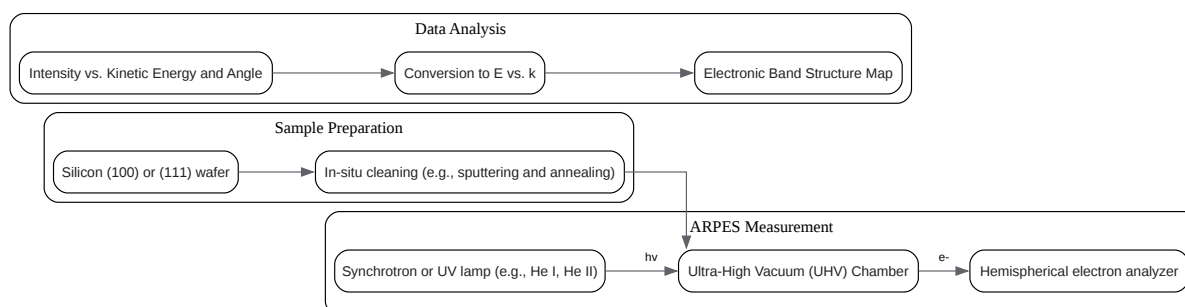 Data Analysis
Intensity vs. Kinetic Energy and Angle
Conversion to E vs. k
Electronic Band Structure Map
Sample Preparation
Silicon (100) or (111) wafer
In-situ cleaning (e.g., sputtering and annealing)
ARPES Measurement
Synchrotron or UV lamp (e.g., He I, He II)
hν
Ultra-High Vacuum (UHV) Chamber
e-
Hemispherical electron analyzer